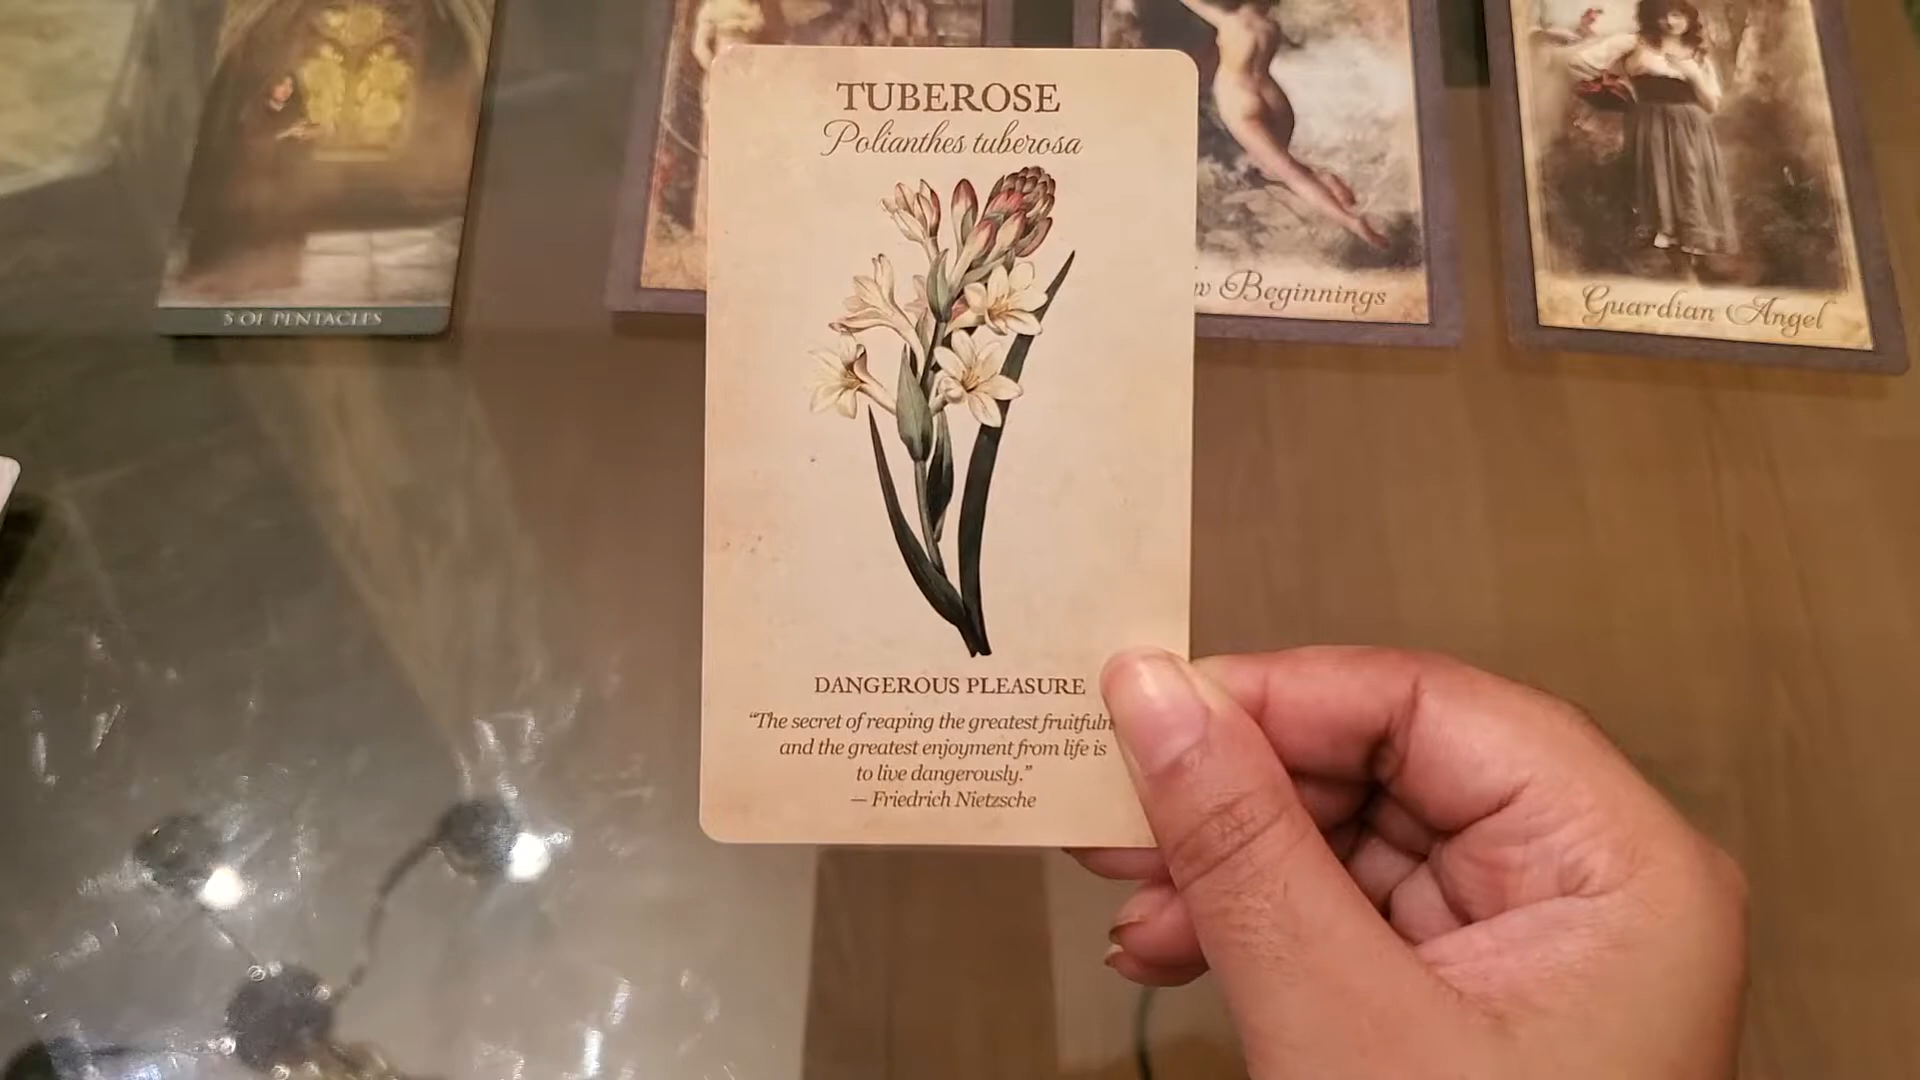 TUBEROSE
Polianthes tuberosa
5 OF PENTACLES
Beginnings
Guardian Angel
DANGEROUS PLEASURE
“The secret of reaping the greatest
and the greatest enjoyment from life is
to live dangerously.”
— Friedrich Nietzsche